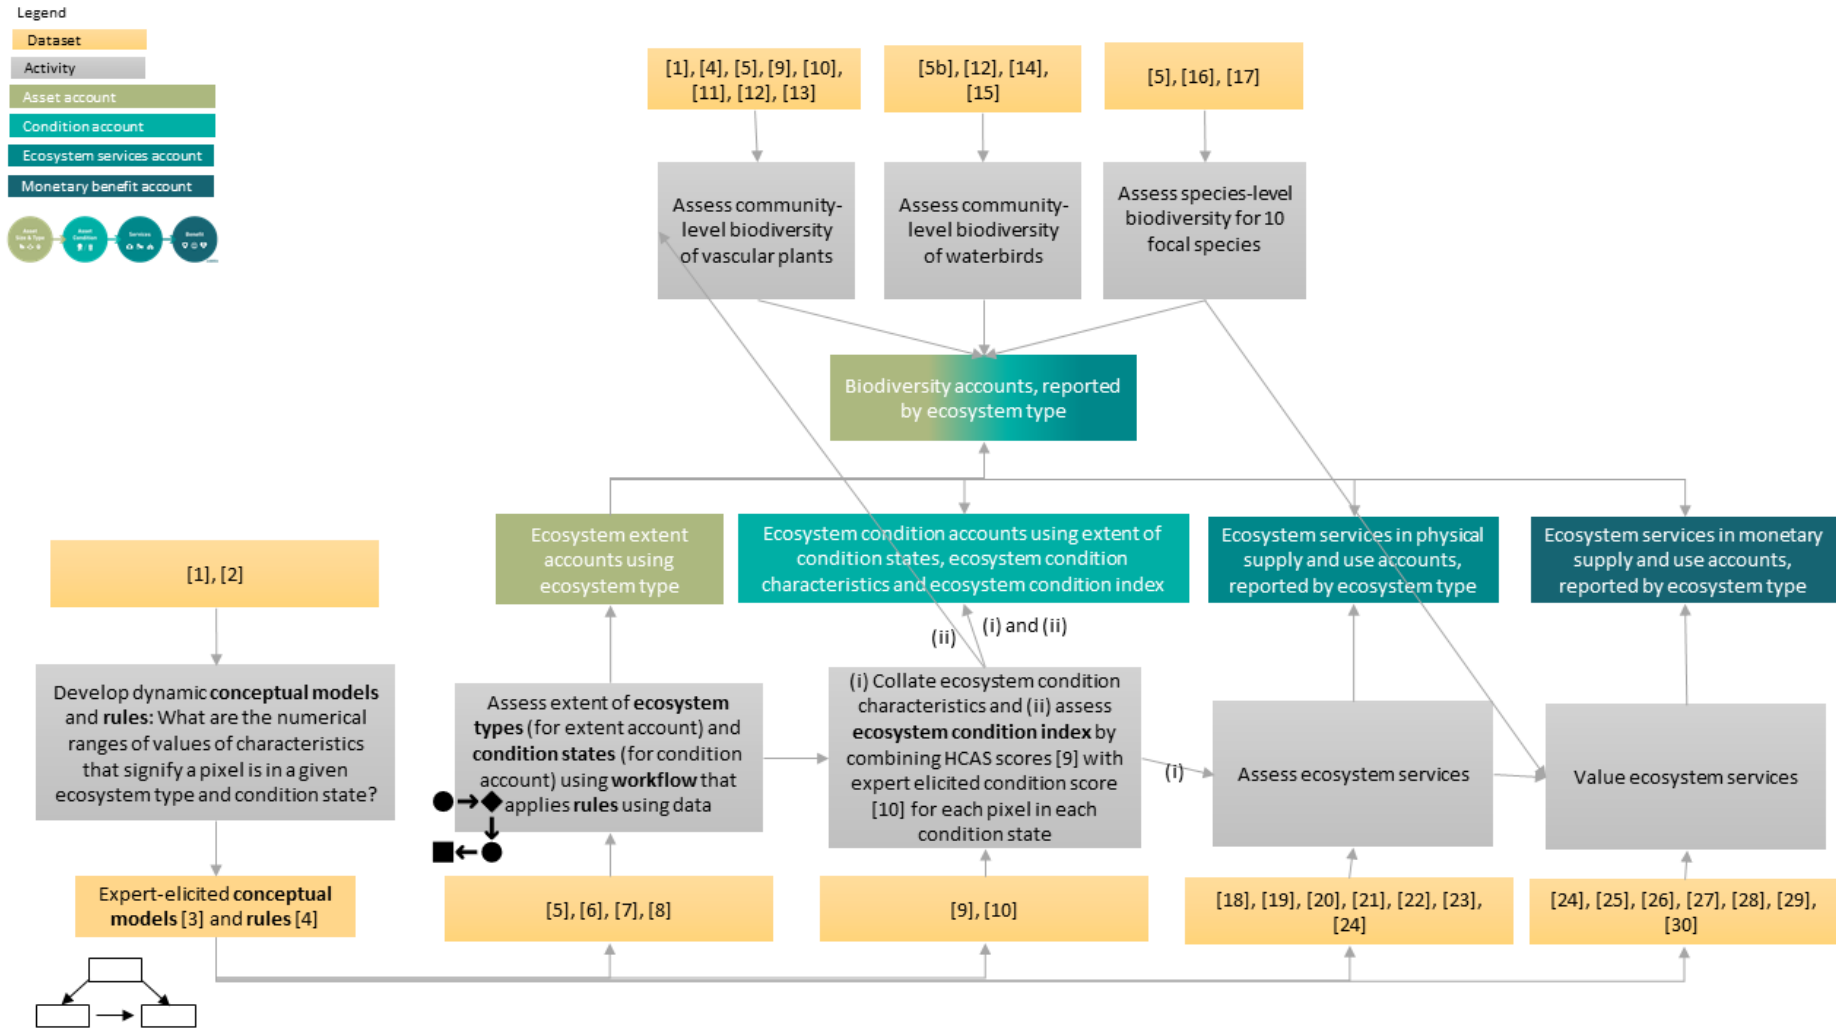 Legend
Dataset
Activity
Asset account
Condition account
Ecosystem services account
Monetary benefit account
Asset
Size & Type
Asset
Condition
Services
Benefit
[1], [4], [5], [9], [10],
[11], [12], [13]
[5b], [12], [14],
[15]
[5], [16], [17]
Assess community-
level biodiversity
of vascular plants
Assess community-
level biodiversity
of waterbirds
Assess species-level
biodiversity for 10
focal species
Biodiversity accounts, reported
by ecosystem type
Ecosystem extent
accounts using
ecosystem type
Ecosystem condition accounts using extent of
condition states, ecosystem condition
characteristics and ecosystem condition index
Ecosystem services in physical
supply and use accounts,
reported by ecosystem type
Ecosystem services in monetary
supply and use accounts,
reported by ecosystem type
[1], [2]
(ii)
(i) and (ii)
Develop dynamic conceptual models
and rules: What are the numerical
ranges of values of characteristics
that signify a pixel is in a given
ecosystem type and condition state?
Assess extent of ecosystem
types (for extent account) and
condition states (for condition
account) using workflow that
applies rules using data
(i) Collate ecosystem condition
characteristics and (ii) assess
ecosystem condition index by
combining HCAS scores [9] with
expert elicited condition score
[10] for each pixel in each
condition state
(i)
Assess ecosystem services
Value ecosystem services
Expert-elicited conceptual
models [3] and rules [4]
[5], [6], [7], [8]
[9], [10]
[18], [19], [20], [21], [22], [23],
[24]
[24], [25], [26], [27], [28], [29],
[30]